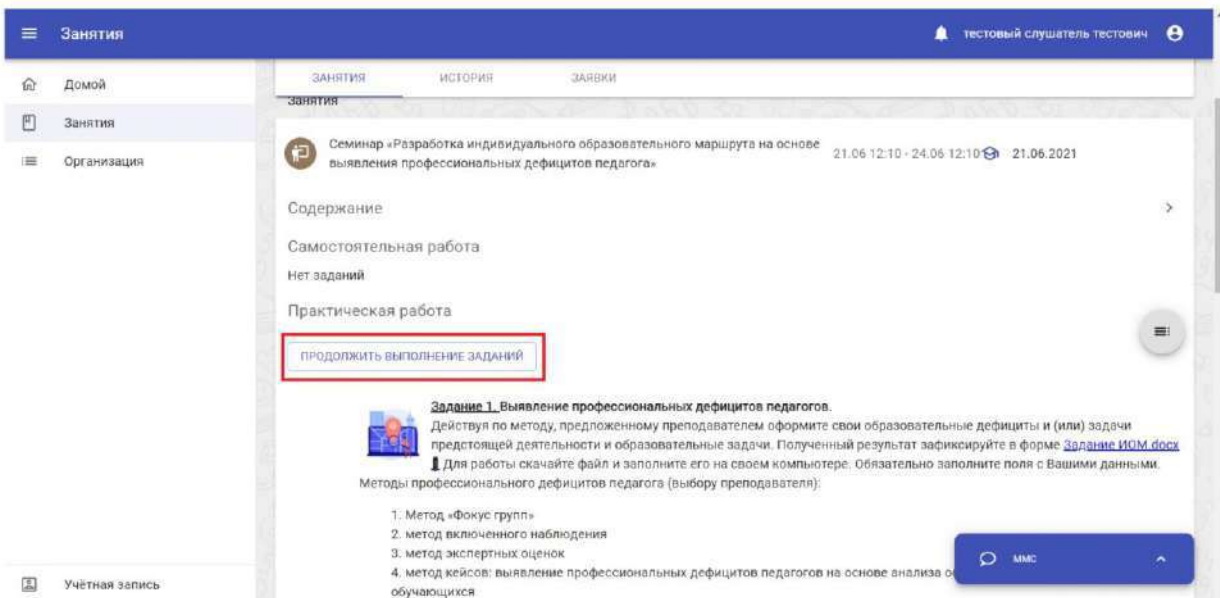 Занятия
тестовый слушатель тестович
Домой
Занятия
Организация
Учётная запись
ЗАНЯТИЯ ИСТОРИЯ ЗАЯВКИ
Занятия
Семинар «Разработка индивидуального образовательного маршрута на основе
выявления профессиональных дефицитов педагога»
21.06 12:10 - 24.06 12:10 21.06.2021
Содержание
Самостоятельная работа
Нет заданий
Практическая работа
ПРОДОЛЖИТЬ ВЫПОЛНЕНИЕ ЗАДАНИЙ
Задание 1. Выявление профессиональных дефицитов педагогов.
Действуя по методу, предложенному преподавателем оформите свои образовательные дефициты и (или) задачи
предстоящей деятельности и образовательные задачи. Полученный результат зафиксируйте в форме Задание ИОМ.docx
Для работы скачайте файл и заполните его на своем компьютере. Обязательно заполните поля с Вашими данными.
Методы профессионального дефицитов педагога (выбору преподавателя):
1. Метод «Фокус групп»
2. метод включенного наблюдения
3. метод экспертных оценок
4. метод кейсов: выявление профессиональных дефицитов педагогов на основе анализа
обучающихся
ММС